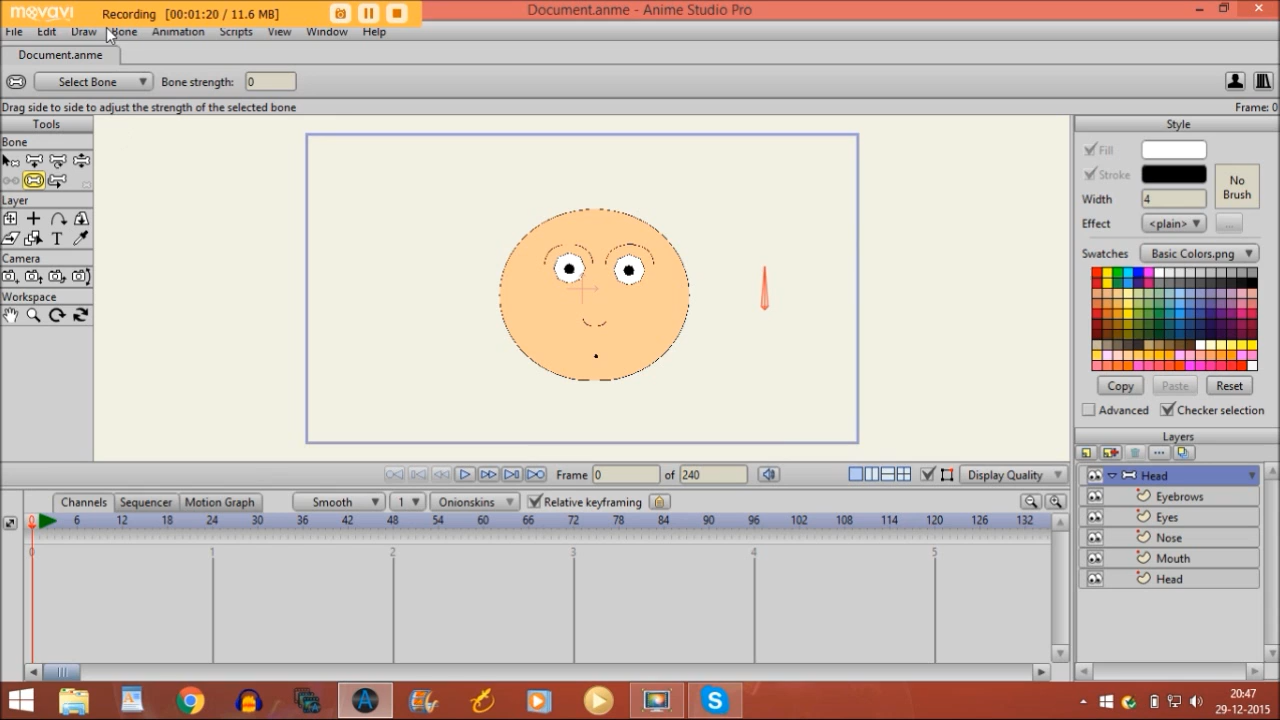 movavi Recording [00:01:20 / 11.6 MB]
Document.anme - Anime Studio Pro
File Edit Draw Bone Animation Scripts View Window Help
Document.anme
Select Bone Bone strength: 0
Drag side to side to adjust the strength of the selected bone Frame: 0
Tools
Bone
Layer
T
Camera
Workspace
Style
Fill
Stroke
No Brush
Width 4
Effect <plain> ...
Swatches Basic Colors.png
Copy Paste Reset
Advanced Checker selection
Layers
Head
Eyebrows
Eyes
Nose
Mouth
Head
Frame 0 of 240 Display Quality
Channels Sequencer Motion Graph Smooth 1 Onionskins Relative keyframing
0 6 12 18 24 30 36 42 48 54 60 66 72 78 84 90 96 102 108 114 120 126 132
0 1 2 3 4 5
20:47
29-12-2015